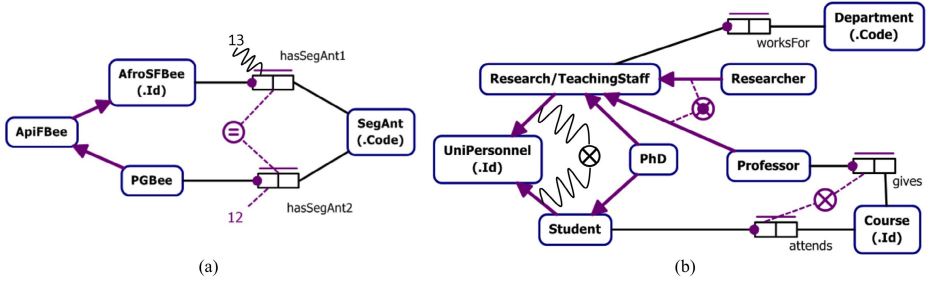 13
hasSegAnt1
AfroSFBee
(.Id)
ApiFBee
=
SegAnt
(.Code)
PGBee
12
hasSegAnt2
(a)
Department
(.Code)
worksFor
Research/TeachingStaff
Researcher
UniPersonnel
(.Id)
PhD
Professor
gives
Student
attends
Course
(.Id)
(b)